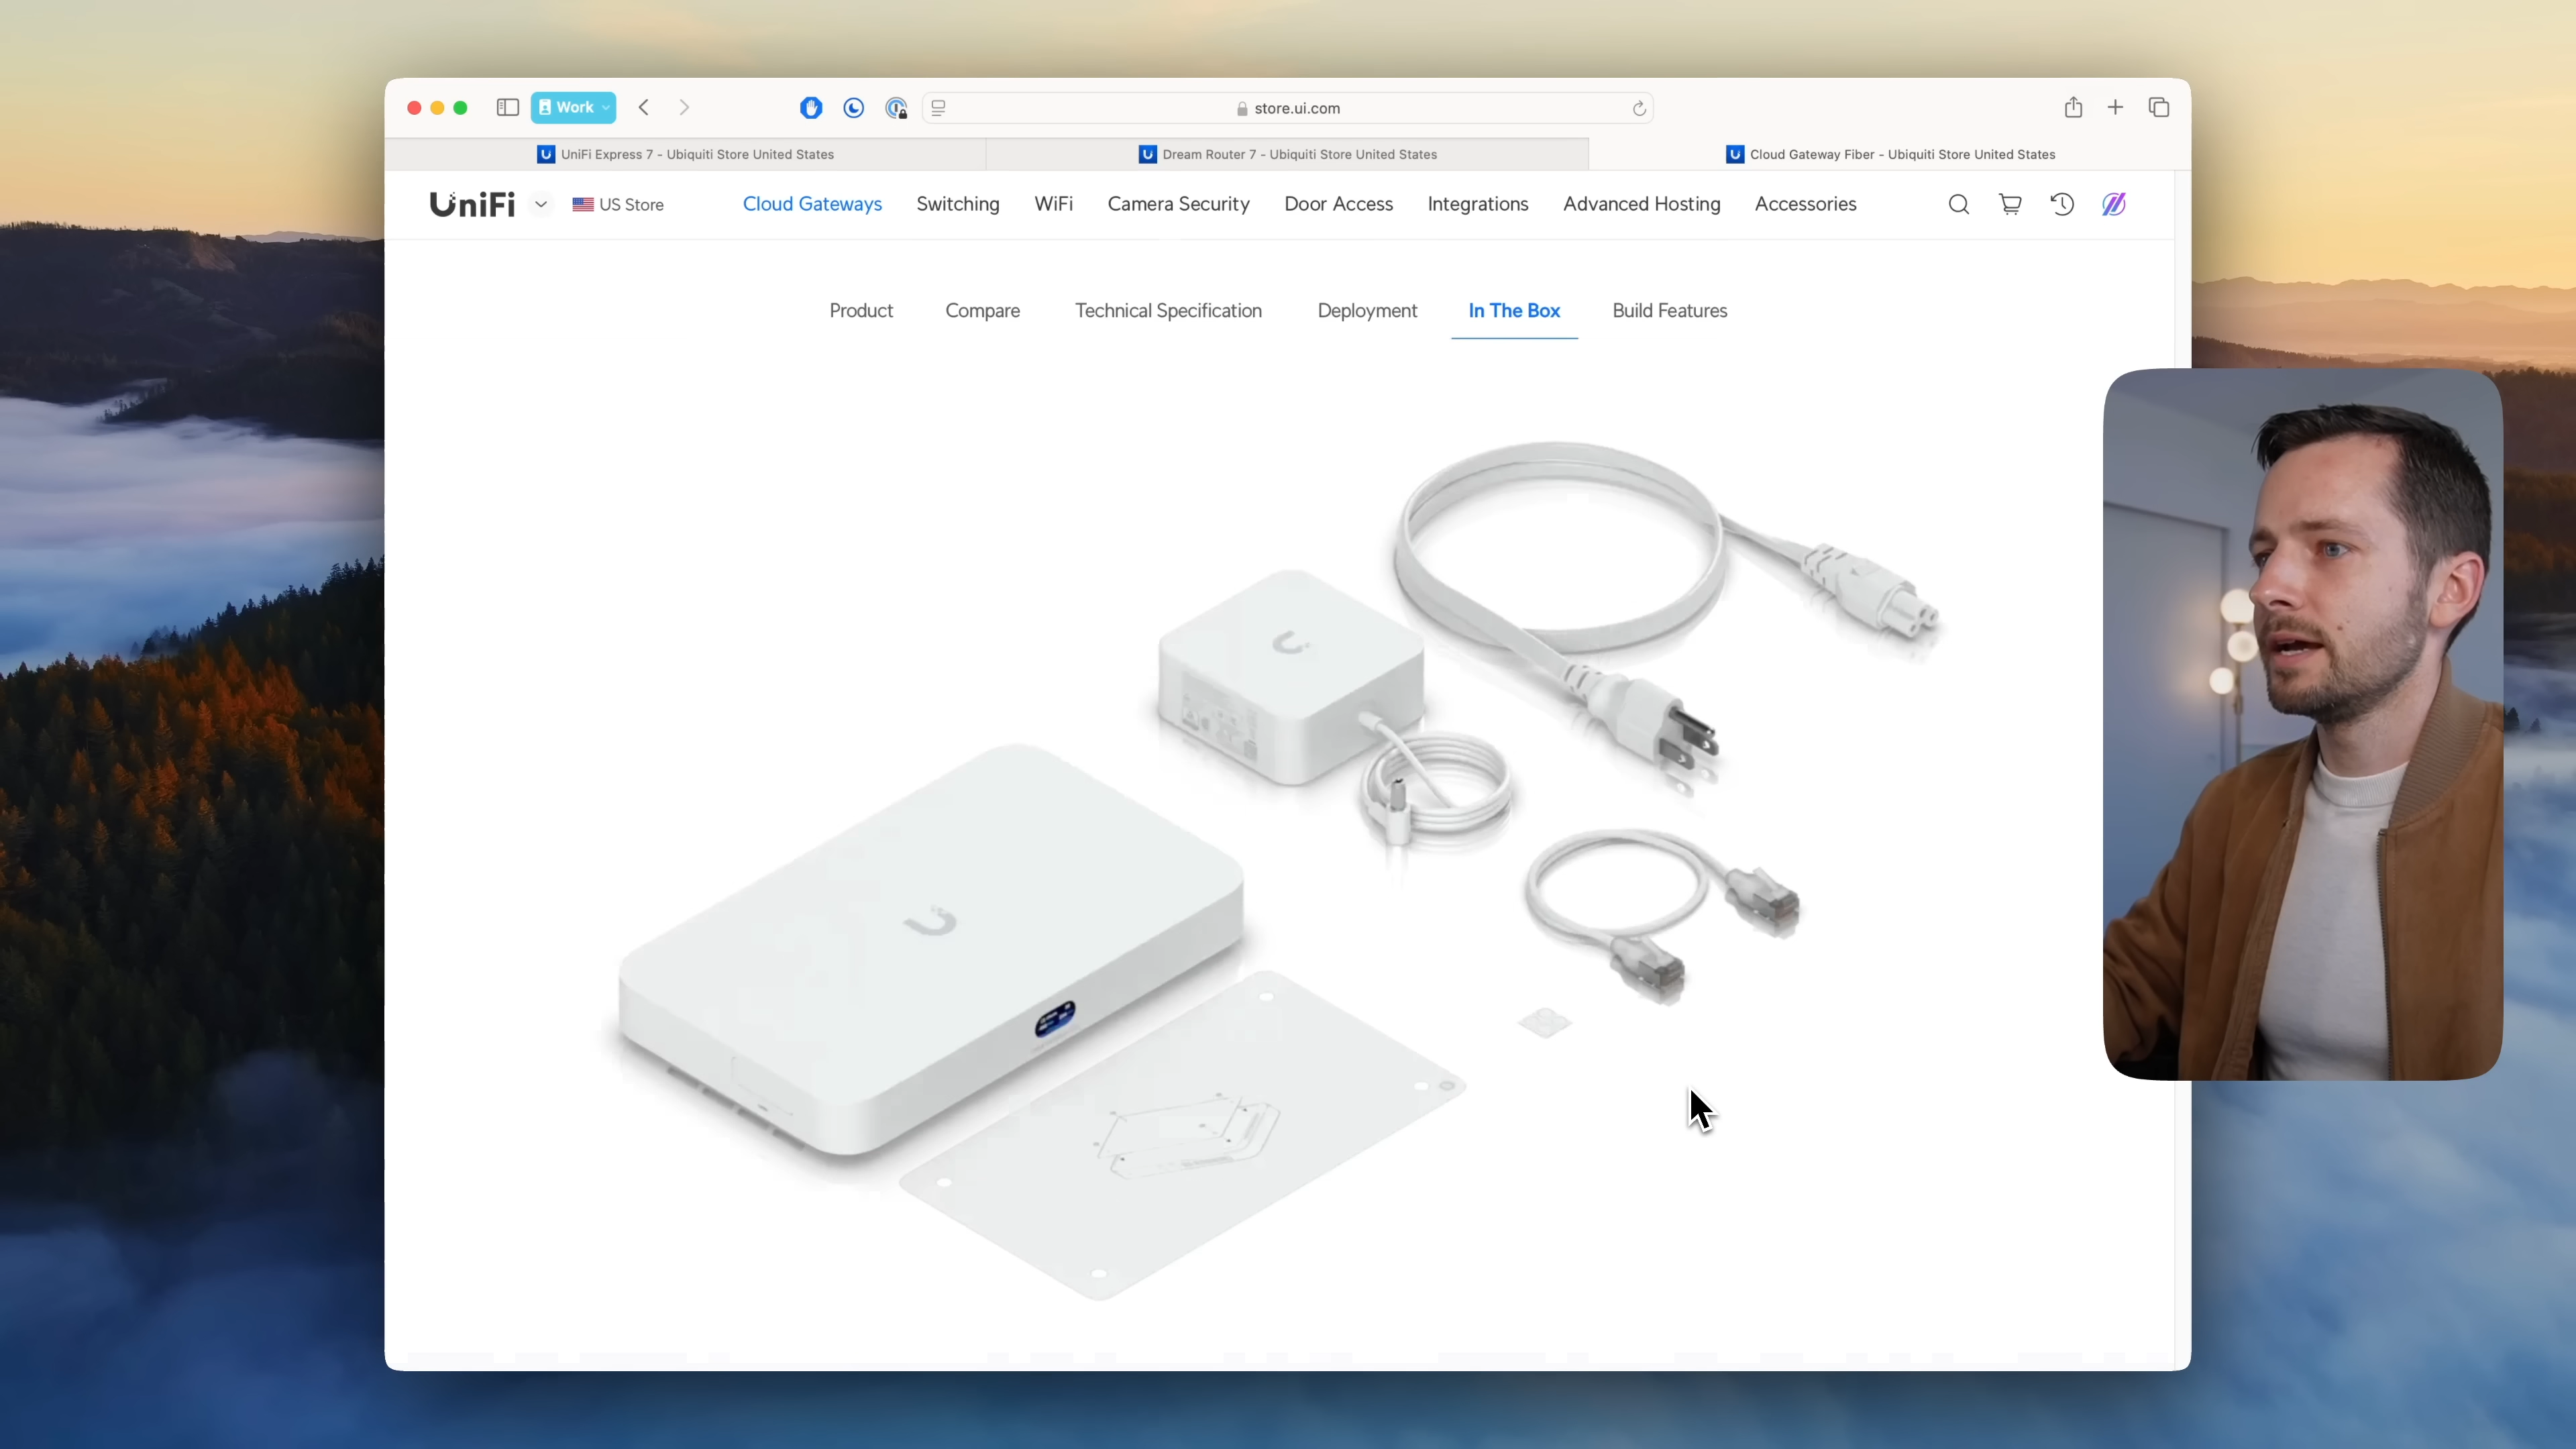 Work
store.ui.com
UniFi Express 7 - Ubiquiti Store United States
Dream Router 7 - Ubiquiti Store United States
Cloud Gateway Fiber - Ubiquiti Store United States
UniFi
US Store
Cloud Gateways
Switching
WiFi
Camera Security
Door Access
Integrations
Advanced Hosting
Accessories
Product
Compare
Technical Specification
Deployment
In The Box
Build Features